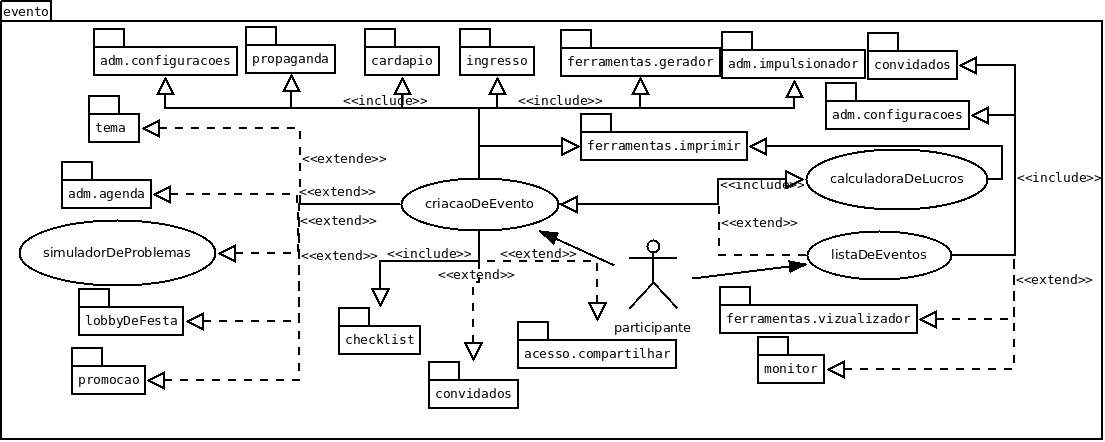 evento
adm.configuracoes
propaganda
cardapio
ingresso
ferramentas.gerador
adm.impulsionador
convidados
<<include>>
<<include>>
adm.configuracoes
tema
ferramentas.imprimir
<<extende>>
adm.agenda
<<extend>>
criacaoDeEvento
<<include>>
calculadoraDeLucros
<<include>>
<<extend>>
<<extend>>
simuladorDeProblemas
<<extend>>
<<include>>
<<extend>>
listaDeEventos
<<extend>>
<<extend>>
lobbyDeFesta
ferramentas.vizualizador
participante
checklist
acesso.compartilhar
monitor
promocao
convidados